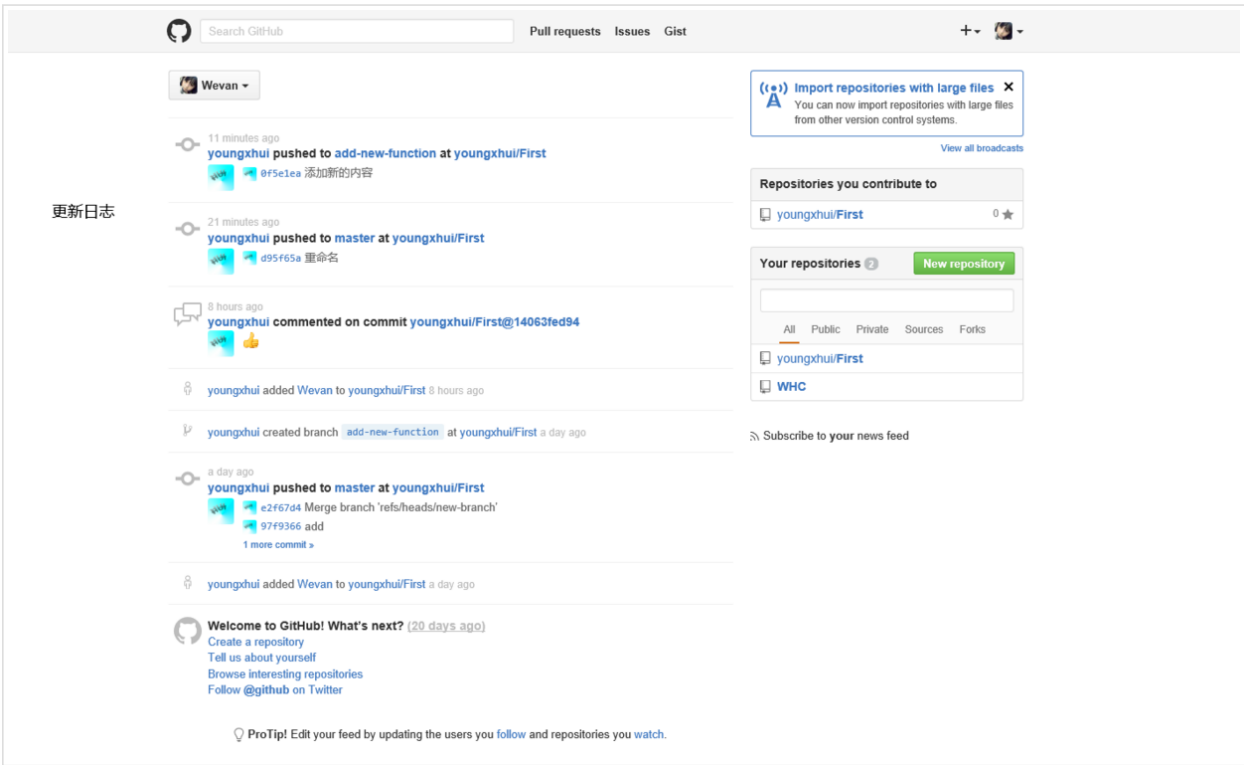 Search GitHub
Pull requests Issues Gist
Wevan
11 minutes ago
youngxhui pushed to add-new-function at youngxhui/First
0f5e1ea 添加新的内容
更新日志
21 minutes ago
youngxhui pushed to master at youngxhui/First
d95f65a 重命名
8 hours ago
youngxhui commented on commit youngxhui/First@14063fed94
youngxhui added Wevan to youngxhui/First 8 hours ago
youngxhui created branch add-new-function at youngxhui/First a day ago
a day ago
youngxhui pushed to master at youngxhui/First
e2f67d4 Merge branch 'refs/heads/new-branch'
97f9366 add
1 more commit »
youngxhui added Wevan to youngxhui/First a day ago
Welcome to GitHub! What's next? (20 days ago)
Create a repository
Tell us about yourself
Browse interesting repositories
Follow @github on Twitter
ProTip! Edit your feed by updating the users you follow and repositories you watch.
Import repositories with large files
You can now import repositories with large files
from other version control systems.
View all broadcasts
Repositories you contribute to
youngxhui/First 0
Your repositories 2 New repository
All Public Private Sources Forks
youngxhui/First
WHC
Subscribe to your news feed